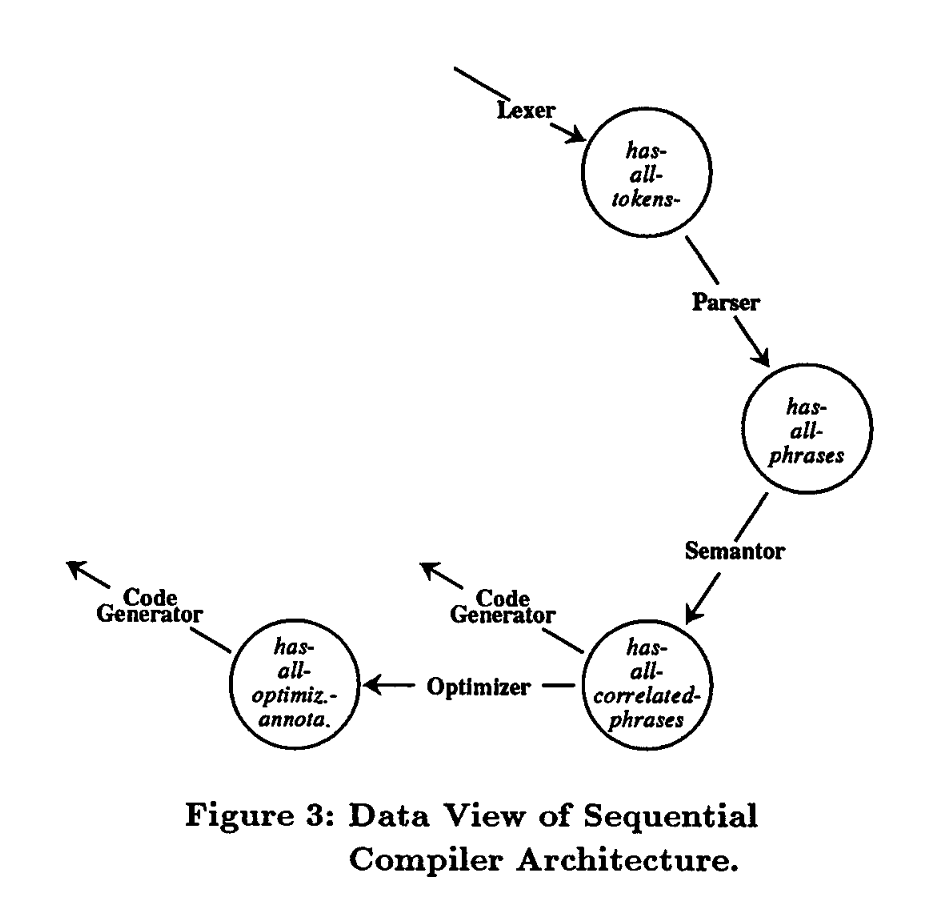 Lexer
has-
all-
tokens-
Parser
has-
all-
phrases
Semantor
Code
Generator
Code
Generator
has-
all-
optimiz.-
annota.
Optimizer
has-
all-
correlated-
phrases
Figure 3: Data View of Sequential
Compiler Architecture.